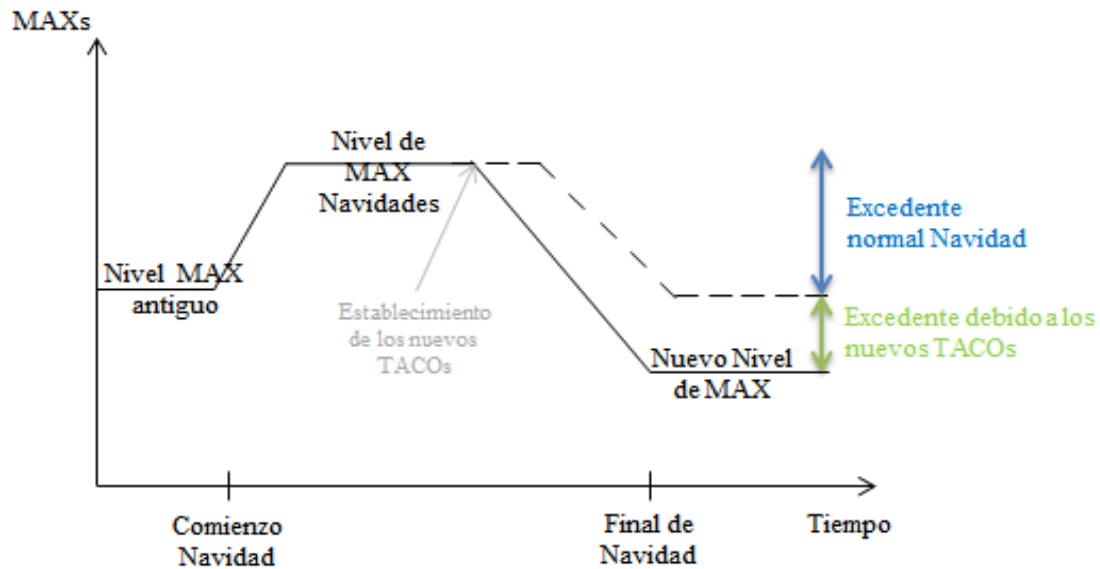 MAXs
Nivel de
MAX
Navidades
Nivel MAX
antiguo
Establecimiento
de los nuevos
TACOs
Excedente
normal Navidad
Excedente debido a los
nuevos TACOs
Nuevo Nivel
de MAX
Comienzo
Navidad
Final de
Navidad
Tiempo